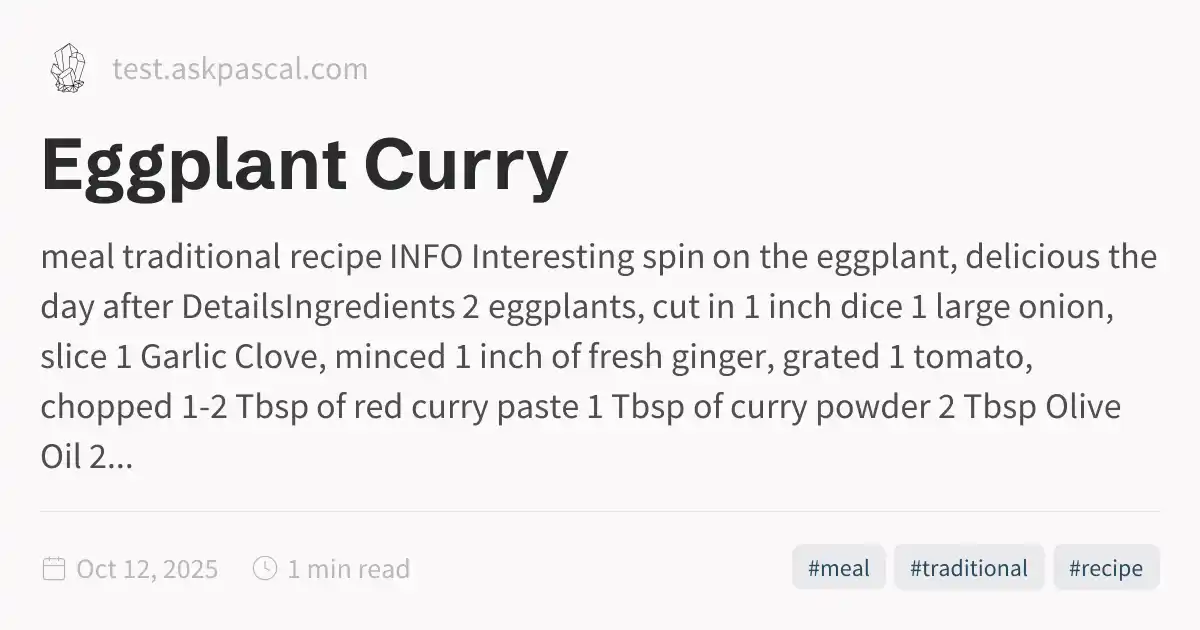 test.askpascal.com
Eggplant Curry
meal traditional recipe INFO Interesting spin on the eggplant, delicious the
day after DetailsIngredients 2 eggplants, cut in 1 inch dice 1 large onion,
slice 1 Garlic Clove, minced 1 inch of fresh ginger, grated 1 tomato,
chopped 1-2 Tbsp of red curry paste 1 Tbsp of curry powder 2 Tbsp Olive
Oil 2...
Oct 12, 2025 1 min read #meal #traditional #recipe